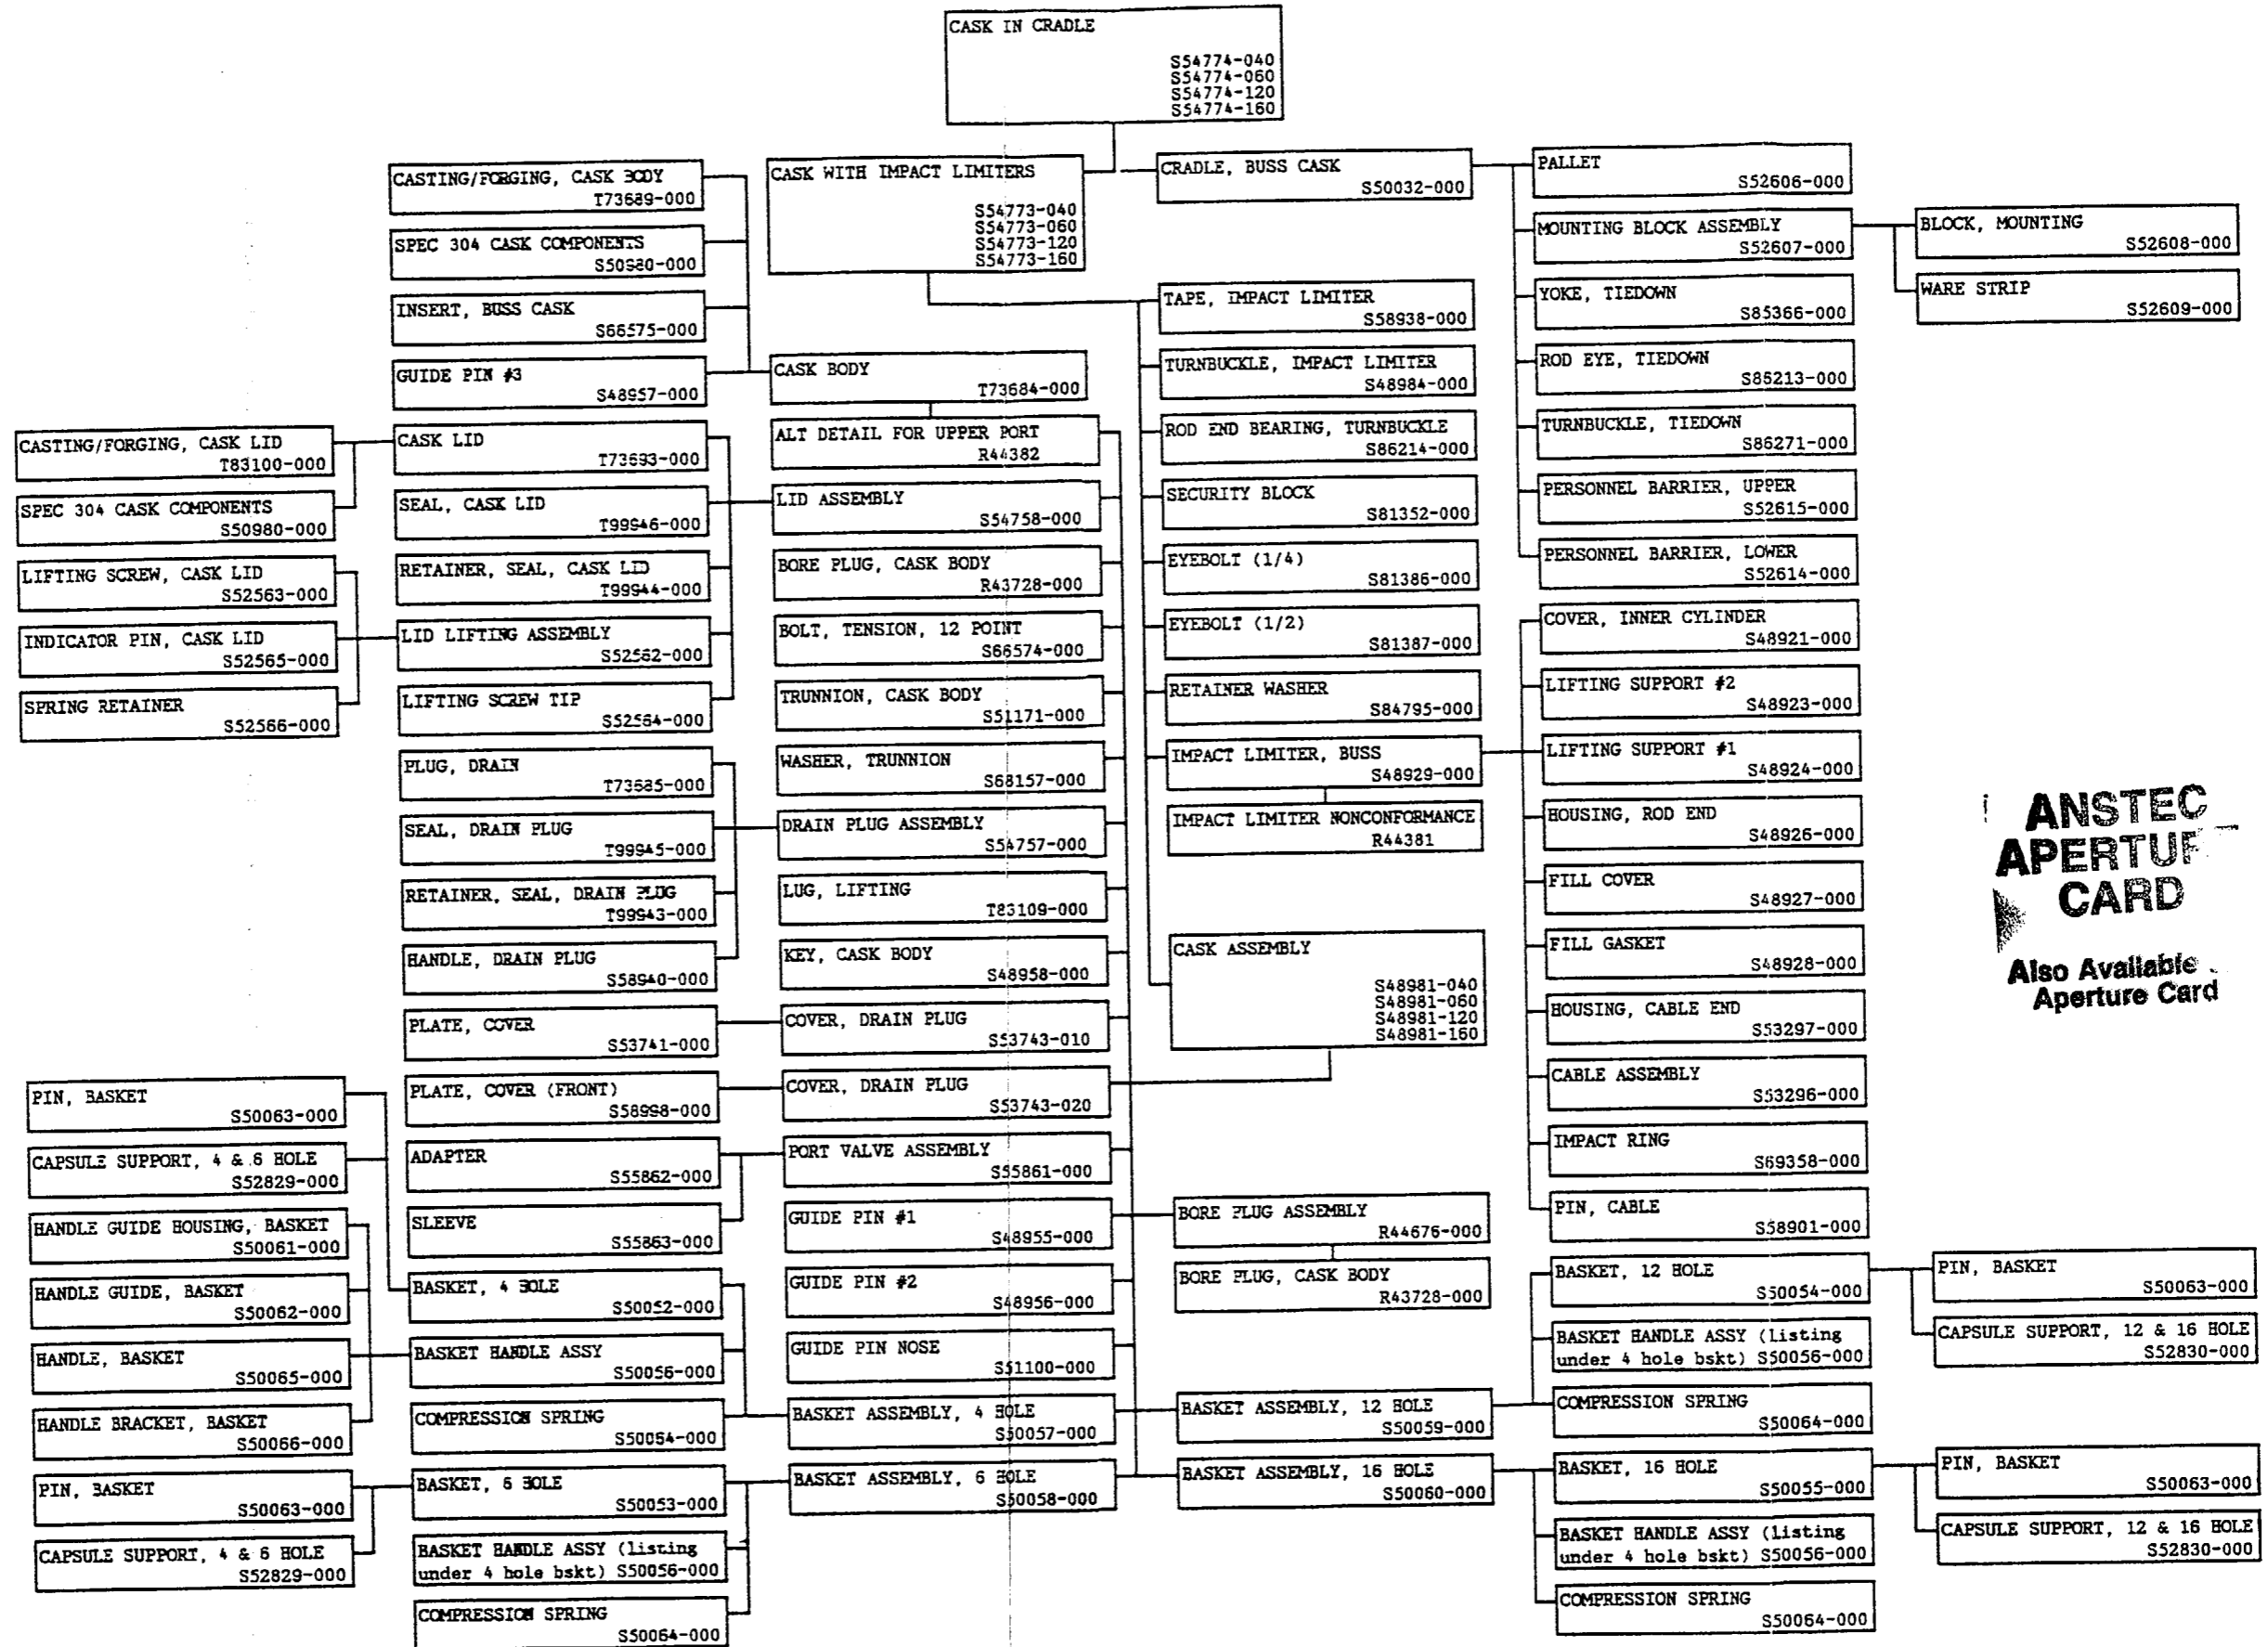 CASK IN CRADLE
S54774-040
S54774-060
S54774-120
S54774-160
CASTING/FORGING, CASK BODY
T73689-000
SPEC 304 CASK COMPONENTS
S50980-000
INSERT, BUSS CASK
S66575-000
GUIDE PIN #3
S48957-000
CASTING/FORGING, CASK LID
T83100-000
SPEC 304 CASK COMPONENTS
S50980-000
LIFTING SCREW, CASK LID
S52563-000
INDICATOR PIN, CASK LID
S52565-000
SPRING RETAINER
S52566-000
CASK LID
T73693-000
SEAL, CASK LID
T99946-000
RETAINER, SEAL, CASK LID
T99944-000
LID LIFTING ASSEMBLY
S52562-000
LIFTING SCREW TIP
S52564-000
PLUG, DRAIN
T73685-000
SEAL, DRAIN PLUG
T99945-000
RETAINER, SEAL, DRAIN PLUG
T99943-000
HANDLE, DRAIN PLUG
S58940-000
PLATE, COVER
S53741-000
PLATE, COVER (FRONT)
S58998-000
ADAPTER
S55862-000
SLEEVE
S55863-000
PIN, BASKET
S50063-000
CAPSULE SUPPORT, 4 & 6 HOLE
S52829-000
HANDLE GUIDE HOUSING, BASKET
S50061-000
HANDLE GUIDE, BASKET
S50062-000
HANDLE, BASKET
S50065-000
HANDLE BRACKET, BASKET
S50066-000
PIN, BASKET
S50063-000
CAPSULE SUPPORT, 4 & 6 HOLE
S52829-000
BASKET, 4 HOLE
S50052-000
BASKET HANDLE ASSY
S50056-000
COMPRESSION SPRING
S50064-000
BASKET, 6 HOLE
S50053-000
BASKET HANDLE ASSY (listing
under 4 hole bskt) S50056-000
COMPRESSION SPRING
S50064-000
CASK WITH IMPACT LIMITERS
S54773-040
S54773-060
S54773-120
S54773-160
CASK BODY
T73684-000
ALT DETAIL FOR UPPER PORT
R44382
LID ASSEMBLY
S54758-000
BORE PLUG, CASK BODY
R43728-000
BOLT, TENSION, 12 POINT
S66574-000
TRUNNION, CASK BODY
S51171-000
WASHER, TRUNNION
S68157-000
DRAIN PLUG ASSEMBLY
S54757-000
LUG, LIFTING
T83109-000
KEY, CASK BODY
S48958-000
COVER, DRAIN PLUG
S53743-010
COVER, DRAIN PLUG
S53743-020
PORT VALVE ASSEMBLY
S55861-000
GUIDE PIN #1
S48955-000
GUIDE PIN #2
S48956-000
GUIDE PIN NOSE
S51100-000
BASKET ASSEMBLY, 4 HOLE
S50057-000
BASKET ASSEMBLY, 6 HOLE
S50058-000
CRADLE, BUSS CASK
S50032-000
TAPE, IMPACT LIMITER
S58938-000
TURNBUCKLE, IMPACT LIMITER
S48984-000
ROD END BEARING, TURNBUCKLE
S86214-000
SECURITY BLOCK
S81352-000
EYEBOLT (1/4)
S81386-000
EYEBOLT (1/2)
S81387-000
RETAINER WASHER
S84795-000
IMPACT LIMITER, BUSS
S48929-000
IMPACT LIMITER NONCONFORMANCE
R44381
CASK ASSEMBLY
S48981-040
S48981-060
S48981-120
S48981-160
BORE PLUG ASSEMBLY
R44676-000
BORE PLUG, CASK BODY
R43728-000
BASKET ASSEMBLY, 12 HOLE
S50059-000
BASKET ASSEMBLY, 16 HOLE
S50060-000
PALLET
S52606-000
MOUNTING BLOCK ASSEMBLY
S52607-000
YOKE, TIEDOWN
S85366-000
ROD EYE, TIEDOWN
S85213-000
TURNBUCKLE, TIEDOWN
S86271-000
PERSONNEL BARRIER, UPPER
S52615-000
PERSONNEL BARRIER, LOWER
S52614-000
COVER, INNER CYLINDER
S48921-000
LIFTING SUPPORT #2
S48923-000
LIFTING SUPPORT #1
S48924-000
HOUSING, ROD END
S48926-000
FILL COVER
S48927-000
FILL GASKET
S48928-000
HOUSING, CABLE END
S53297-000
CABLE ASSEMBLY
S53296-000
IMPACT RING
S69358-000
PIN, CABLE
S58901-000
BASKET, 12 HOLE
S50054-000
BASKET HANDLE ASSY (listing
under 4 hole bskt) S50056-000
COMPRESSION SPRING
S50064-000
BASKET, 16 HOLE
S50055-000
BASKET HANDLE ASSY (listing
under 4 hole bskt) S50056-000
COMPRESSION SPRING
S50064-000
BLOCK, MOUNTING
S52608-000
WARE STRIP
S52609-000
ANSTEC
APERTURE
CARD
Also Available
Aperture Card
PIN, BASKET
S50063-000
CAPSULE SUPPORT, 12 & 16 HOLE
S52830-000
PIN, BASKET
S50063-000
CAPSULE SUPPORT, 12 & 16 HOLE
S52830-000